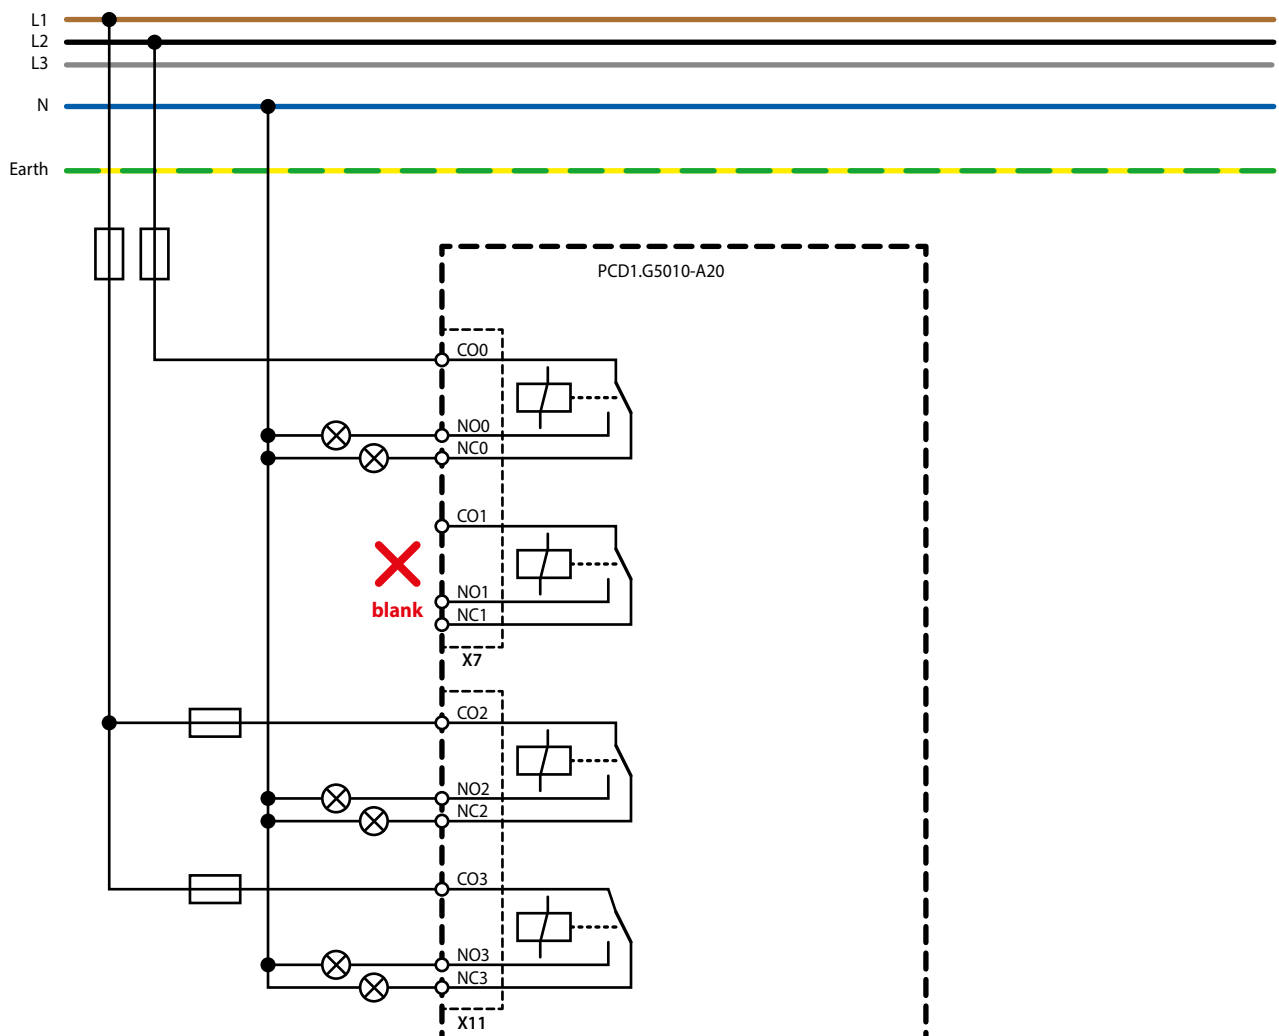 L1
L2
L3
N
Earth
PCD1.G5010-A20
CO0
NO0
NC0
CO1
NO1
blank
NC1
X7
CO2
NO2
NC2
CO3
NO3
NC3
X11